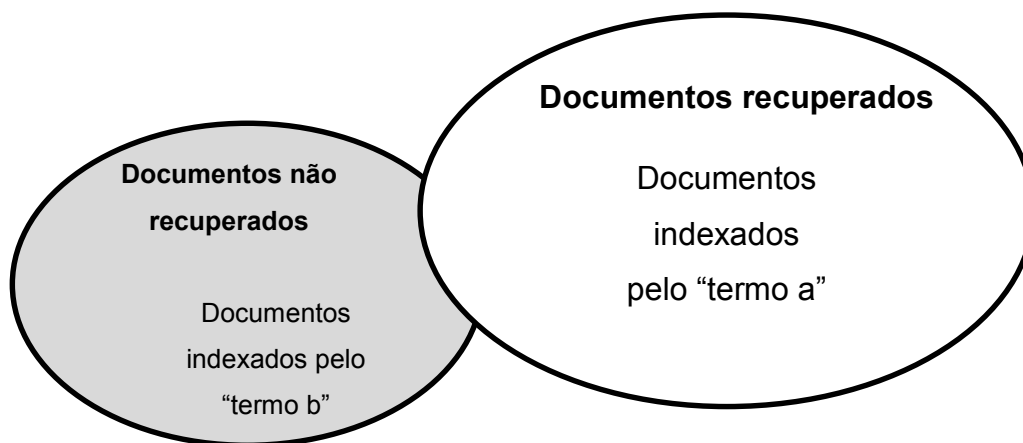 Documentos recuperados
Documentos
indexados
pelo “termo a”
Documentos não
recuperados
Documentos
indexados pelo
“termo b”